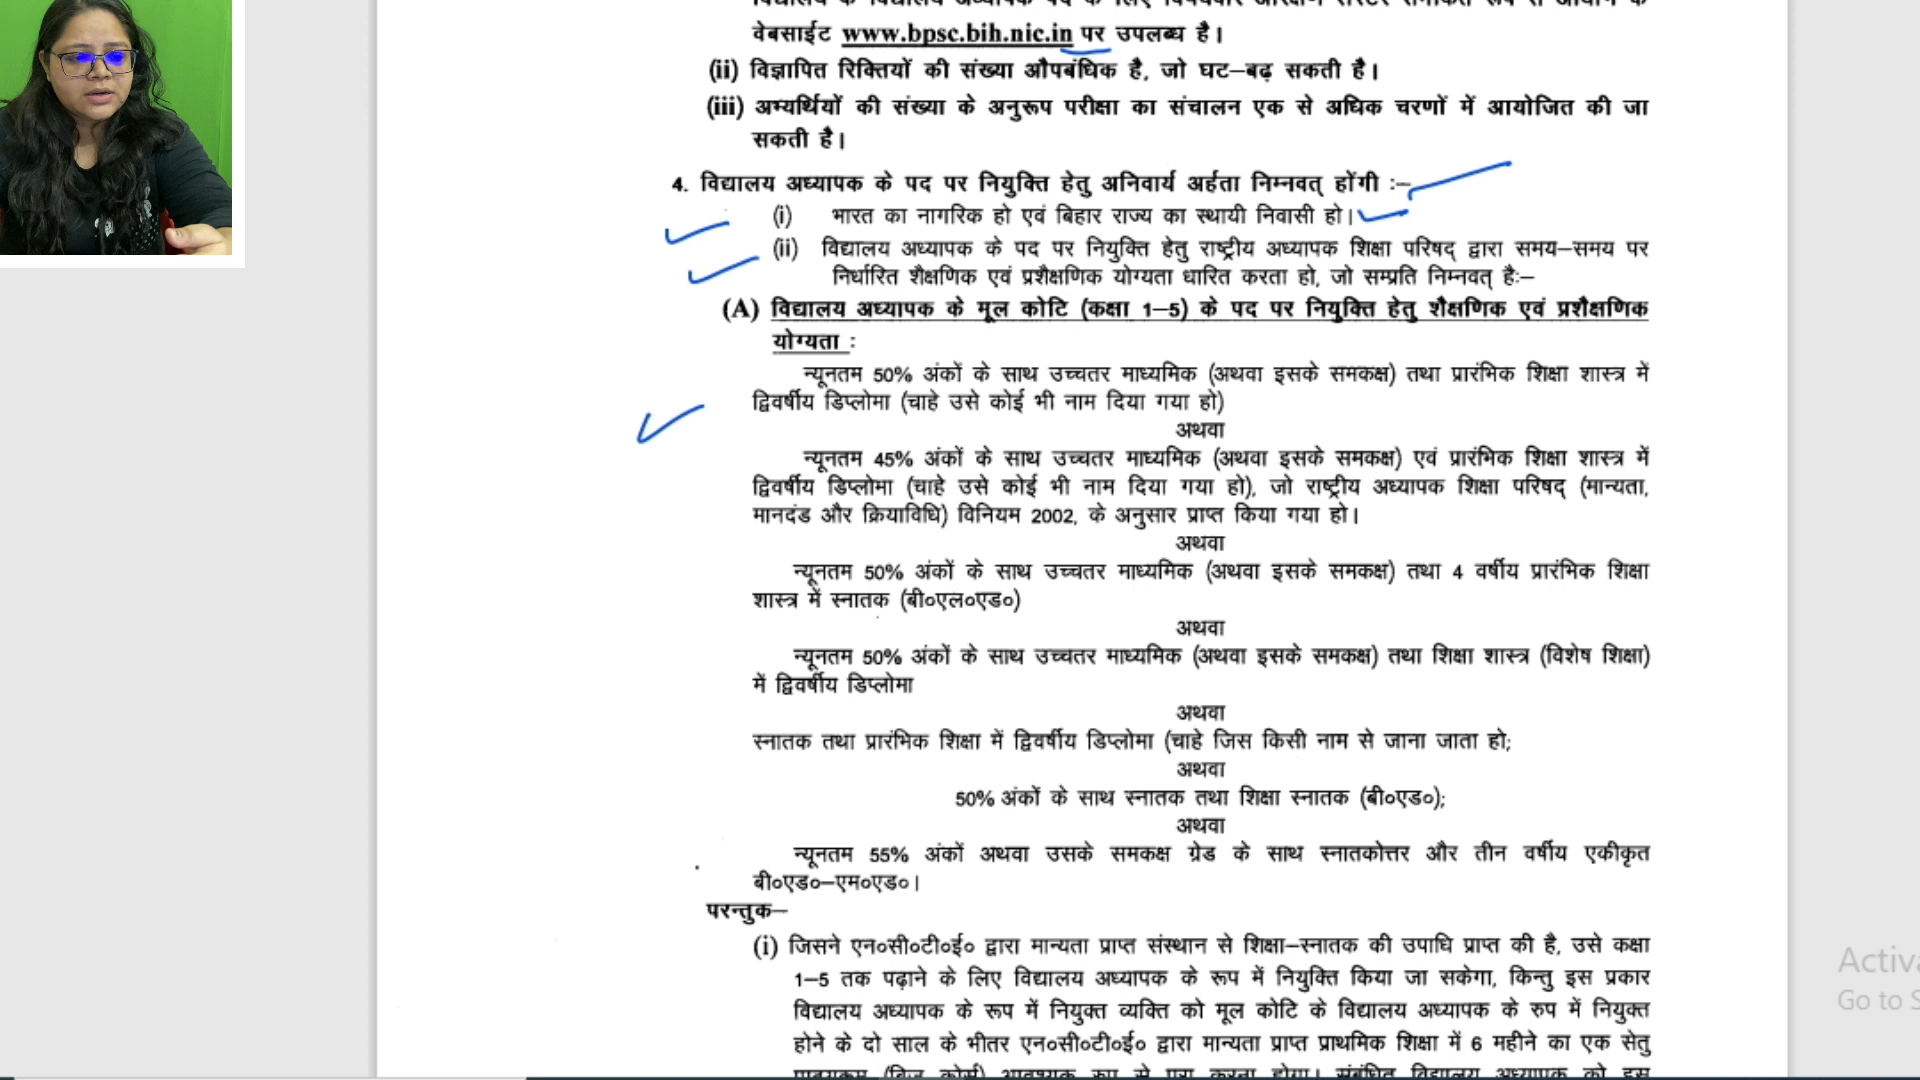 वेबसाईट www.bpsc.bih.nic.in पर उपलब्ध है।
(ii) विज्ञापित रिक्तियों की संख्या औपबंधिक है, जो घट–बढ़ सकती है।
(iii) अभ्यर्थियों की संख्या के अनुरूप परीक्षा का संचालन एक से अधिक चरणों में आयोजित की जा
सकती है।
4. विद्यालय अध्यापक के पद पर नियुक्ति हेतु अनिवार्य अर्हता निम्नवत् होंगी :–
(i) भारत का नागरिक हो एवं बिहार राज्य का स्थायी निवासी हो।
(ii) विद्यालय अध्यापक के पद पर नियुक्ति हेतु राष्ट्रीय अध्यापक शिक्षा परिषद् द्वारा समय–समय पर
निर्धारित शैक्षणिक एवं प्रशैक्षणिक योग्यता धारित करता हो, जो सम्प्रति निम्नवत् हैः–
(A) विद्यालय अध्यापक के मूल कोटि (कक्षा 1–5) के पद पर नियुक्ति हेतु शैक्षणिक एवं प्रशैक्षणिक
योग्यता :
न्यूनतम 50% अंकों के साथ उच्चतर माध्यमिक (अथवा इसके समकक्ष) तथा प्रारंभिक शिक्षा शास्त्र में
द्विवर्षीय डिप्लोमा (चाहे उसे कोई भी नाम दिया गया हो)
अथवा
न्यूनतम 45% अंकों के साथ उच्चतर माध्यमिक (अथवा इसके समकक्ष) एवं प्रारंभिक शिक्षा शास्त्र में
द्विवर्षीय डिप्लोमा (चाहे उसे कोई भी नाम दिया गया हो), जो राष्ट्रीय अध्यापक शिक्षा परिषद् (मान्यता,
मानदंड और क्रियाविधि) विनियम 2002, के अनुसार प्राप्त किया गया हो।
अथवा
न्यूनतम 50% अंकों के साथ उच्चतर माध्यमिक (अथवा इसके समकक्ष) तथा 4 वर्षीय प्रारंभिक शिक्षा
शास्त्र में स्नातक (बी०एल०एड०)
अथवा
न्यूनतम 50% अंकों के साथ उच्चतर माध्यमिक (अथवा इसके समकक्ष) तथा शिक्षा शास्त्र (विशेष शिक्षा)
में द्विवर्षीय डिप्लोमा
अथवा
स्नातक तथा प्रारंभिक शिक्षा में द्विवर्षीय डिप्लोमा (चाहे जिस किसी नाम से जाना जाता हो;
अथवा
50% अंकों के साथ स्नातक तथा शिक्षा स्नातक (बी०एड०);
अथवा
न्यूनतम 55% अंकों अथवा उसके समकक्ष ग्रेड के साथ स्नातकोत्तर और तीन वर्षीय एकीकृत
बी०एड०–एम०एड०।
परन्तुक–
(i) जिसने एन०सी०टी०ई० द्वारा मान्यता प्राप्त संस्थान से शिक्षा–स्नातक की उपाधि प्राप्त की है, उसे कक्षा
1–5 तक पढ़ाने के लिए विद्यालय अध्यापक के रूप में नियुक्ति किया जा सकेगा, किन्तु इस प्रकार
विद्यालय अध्यापक के रूप में नियुक्त व्यक्ति को मूल कोटि के विद्यालय अध्यापक के रुप में नियुक्त
होने के दो साल के भीतर एन०सी०टी०ई० द्वारा मान्यता प्राप्त प्राथमिक शिक्षा में 6 महीने का एक सेतु
Activ
Go to S